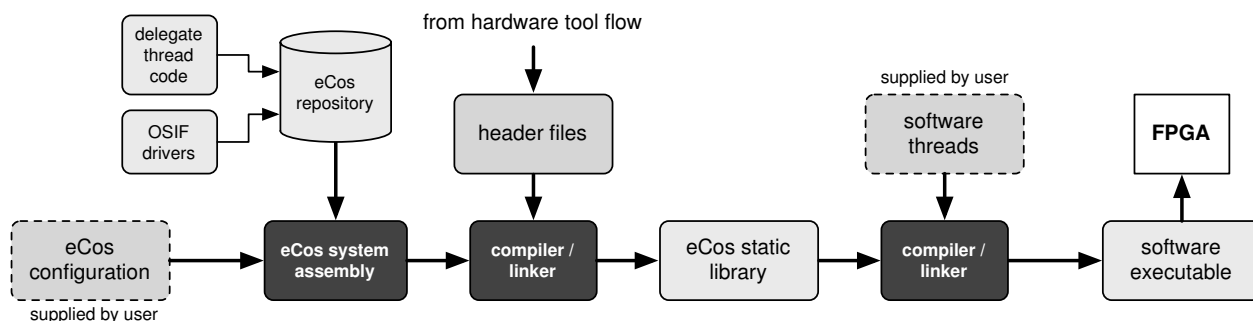 from hardware tool flow
delegate
thread
code
eCos
repository
OSIF
drivers
header files
supplied by user
software
threads
FPGA
eCos
configuration
supplied by user
eCos system
assembly
compiler /
linker
eCos static
library
compiler /
linker
software
executable